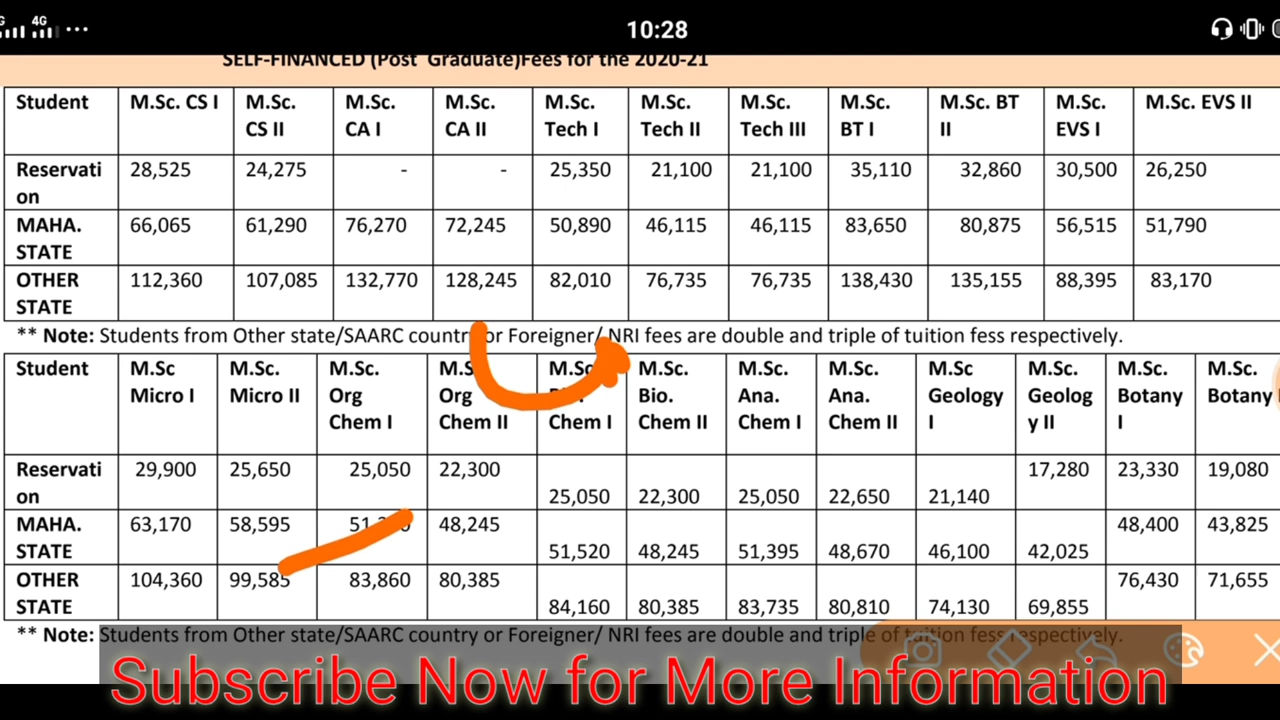 4G 10:28
SELF-FINANCED (Post Graduate)Fees for the 2020-21
Student M.Sc. CS I M.Sc. CS II M.Sc. CA I M.Sc. CA II M.Sc. Tech I M.Sc. Tech II M.Sc. Tech III M.Sc. BT I M.Sc. BT II M.Sc. EVS I M.Sc. EVS II
Reservation 28,525 24,275 - - 25,350 21,100 21,100 35,110 32,860 30,500 26,250
MAHA. STATE 66,065 61,290 76,270 72,245 50,890 46,115 46,115 83,650 80,875 56,515 51,790
OTHER STATE 112,360 107,085 132,770 128,245 82,010 76,735 76,735 138,430 135,155 88,395 83,170
** Note: Students from Other state/SAARC country or Foreigner/ NRI fees are double and triple of tuition fess respectively.
Student M.Sc Micro I M.Sc. Micro II M.Sc. Org Chem I Org Chem II M.Sc. Chem I M.Sc. Bio. Chem II M.Sc. Ana. Chem I M.Sc. Ana. Chem II M.Sc Geology I M.Sc. Geology II M.Sc. Botany I M.Sc. Botany
Reservation 29,900 25,650 25,050 22,300 25,050 22,300 25,050 22,650 21,140 17,280 23,330 19,080
MAHA. STATE 63,170 58,595 48,245 51,520 48,245 51,395 48,670 46,100 42,025 48,400 43,825
OTHER STATE 104,360 99,585 83,860 80,385 84,160 80,385 83,735 80,810 74,130 69,855 76,430 71,655
** Note: Students from Other state/SAARC country or Foreigner/ NRI fees are double and triple of tuition fess respectively.
Subscribe Now for More Information